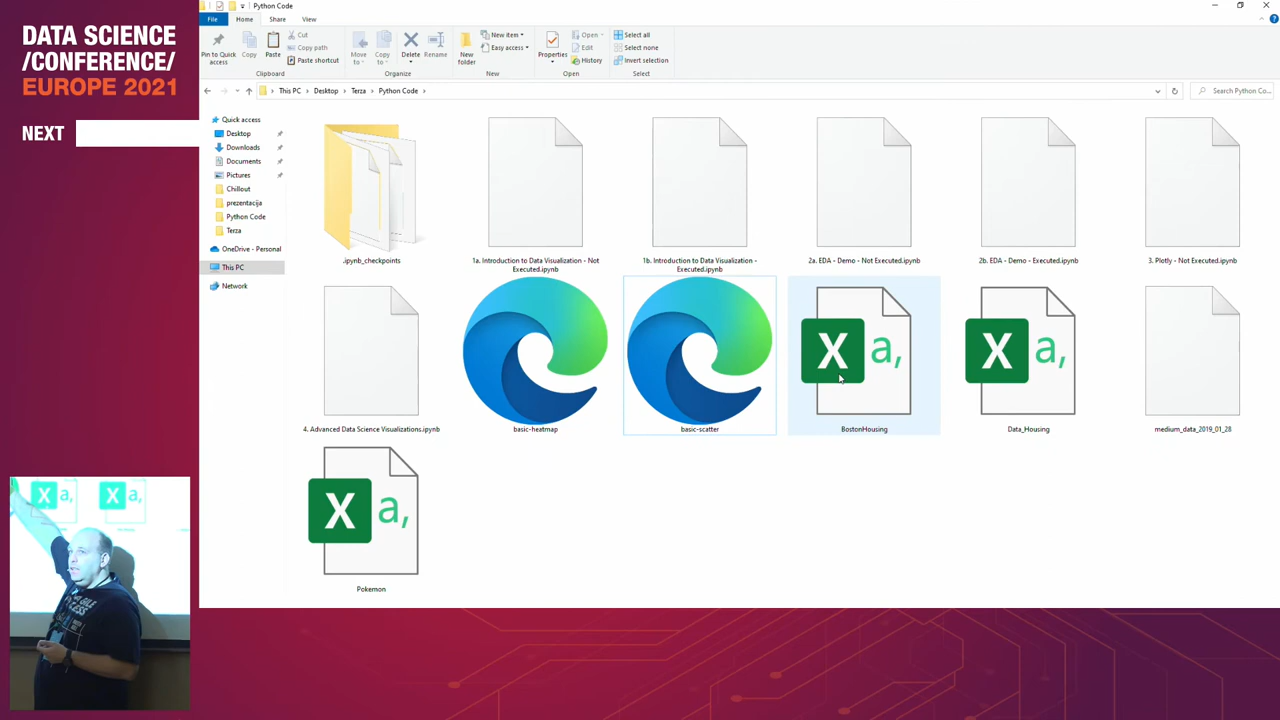 DATA SCIENCE
/CONFERENCE/
EUROPE 2021
NEXT
Python Code
File Home Share View
Pin to Quick access
Copy
Paste
Cut
Copy path
Paste shortcut
Clipboard
Move to
Copy to
Delete
Rename
Organize
New folder
New item
Easy access
New
Properties
Open
Edit
History
Open
Select all
Select none
Invert selection
Select
This PC > Desktop > Terza > Python Code >
Search Python Co...
Quick access
Desktop
Downloads
Documents
Pictures
Chillout
prezentacija
Python Code
Terza
OneDrive - Personal
This PC
Network
.ipynb_checkpoints
1a. Introduction to Data Visualization - Not
Executed.ipynb
1b. Introduction to Data Visualization -
Executed.ipynb
2a. EDA - Demo - Not Executed.ipynb
2b. EDA - Demo - Executed.ipynb
3. Plotly - Not Executed.ipynb
4. Advanced Data Science Visualizations.ipynb
basic-heatmap
basic-scatter
X a,
BostonHousing
X a,
Data_Housing
medium_data_2019_01_28
X a,
Pokemon
X a,
X a,